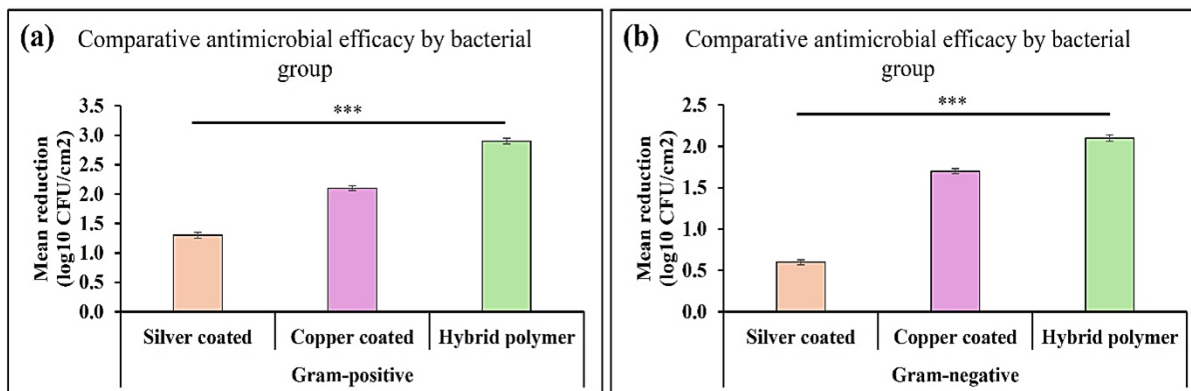 (a) Comparative antimicrobial efficacy by bacterial
group
***
Mean reduction
(log10 CFU/cm2)
3.5
3.0
2.5
2.0
1.5
1.0
0.5
0.0
Silver coated Copper coated Hybrid polymer
Gram-positive
(b) Comparative antimicrobial efficacy by bacterial
group
***
Mean reduction
(log10 CFU/cm2)
2.5
2.0
1.5
1.0
0.5
0.0
Silver coated Copper coated Hybrid polymer
Gram-negative